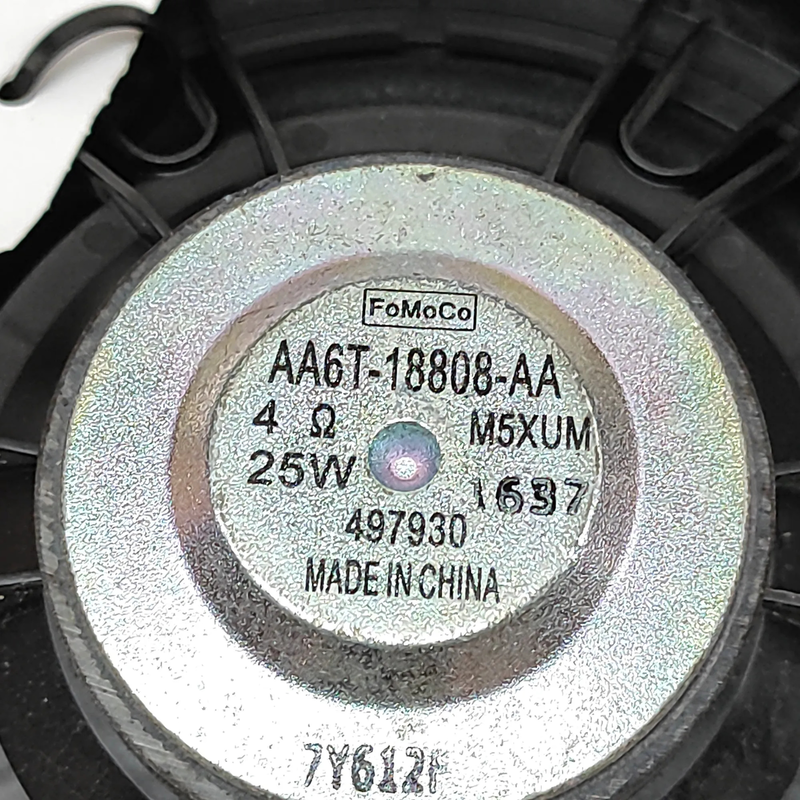 FoMoCo
AA6T-18808-AA
4 Ω M5XUM
25W 1637
497930
MADE IN CHINA
7Y612F